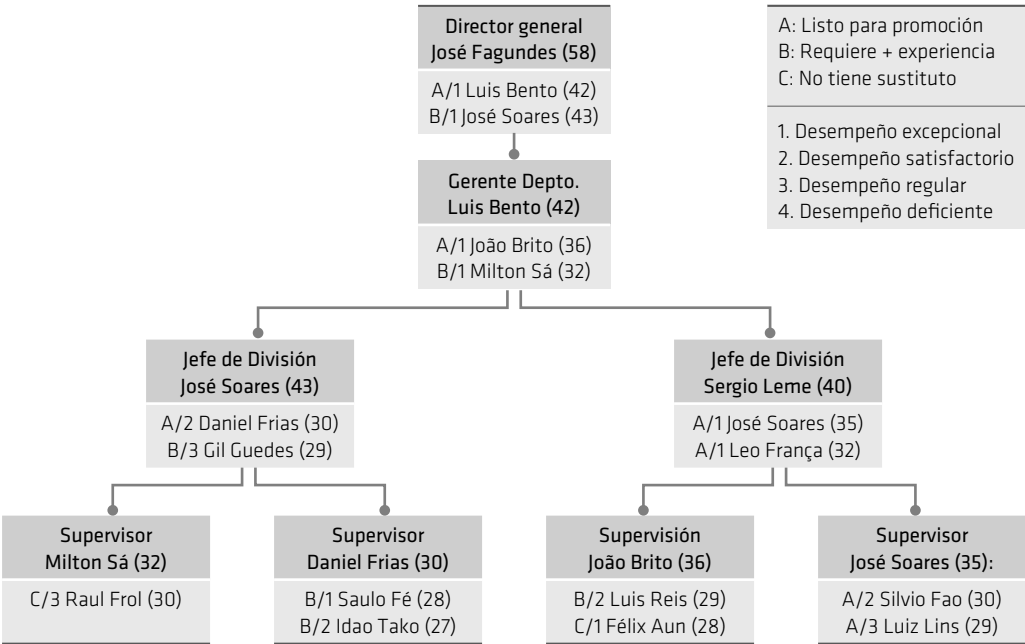 Director general
José Fagundes (58)
A/1 Luis Bento (42)
B/1 José Soares (43)
A: Listo para promoción
B: Requiere + experiencia
C: No tiene sustituto
1. Desempeño excepcional
2. Desempeño satisfactorio
3. Desempeño regular
4. Desempeño deficiente
Gerente Depto.
Luis Bento (42)
A/1 João Brito (36)
B/1 Milton Sá (32)
Jefe de División
José Soares (43)
A/2 Daniel Frias (30)
B/3 Gil Guedes (29)
Jefe de División
Sergio Leme (40)
A/1 José Soares (35)
A/1 Leo França (32)
Supervisor
Milton Sá (32)
C/3 Raul Frol (30)
Supervisor
Daniel Frias (30)
B/1 Saulo Fé (28)
B/2 Idao Tako (27)
Supervisión
João Brito (36)
B/2 Luis Reis (29)
C/1 Félix Aun (28)
Supervisor
José Soares (35):
A/2 Silvio Fao (30)
A/3 Luiz Lins (29)